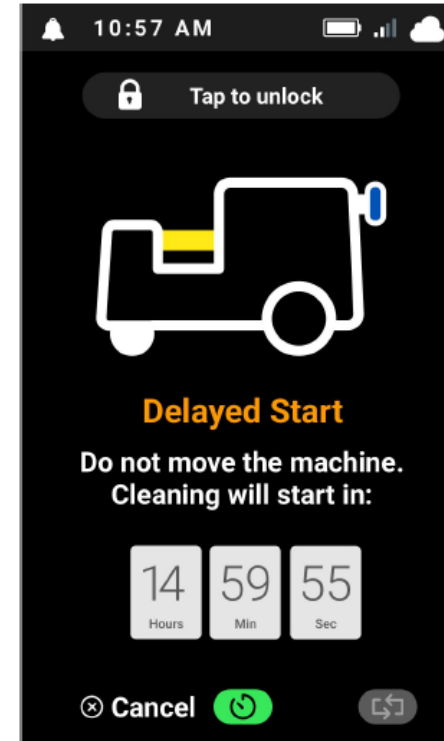 10:57 AM
Tap to unlock
Delayed Start
Do not move the machine.
Cleaning will start in:
14 59 55
Hours Min Sec
Cancel